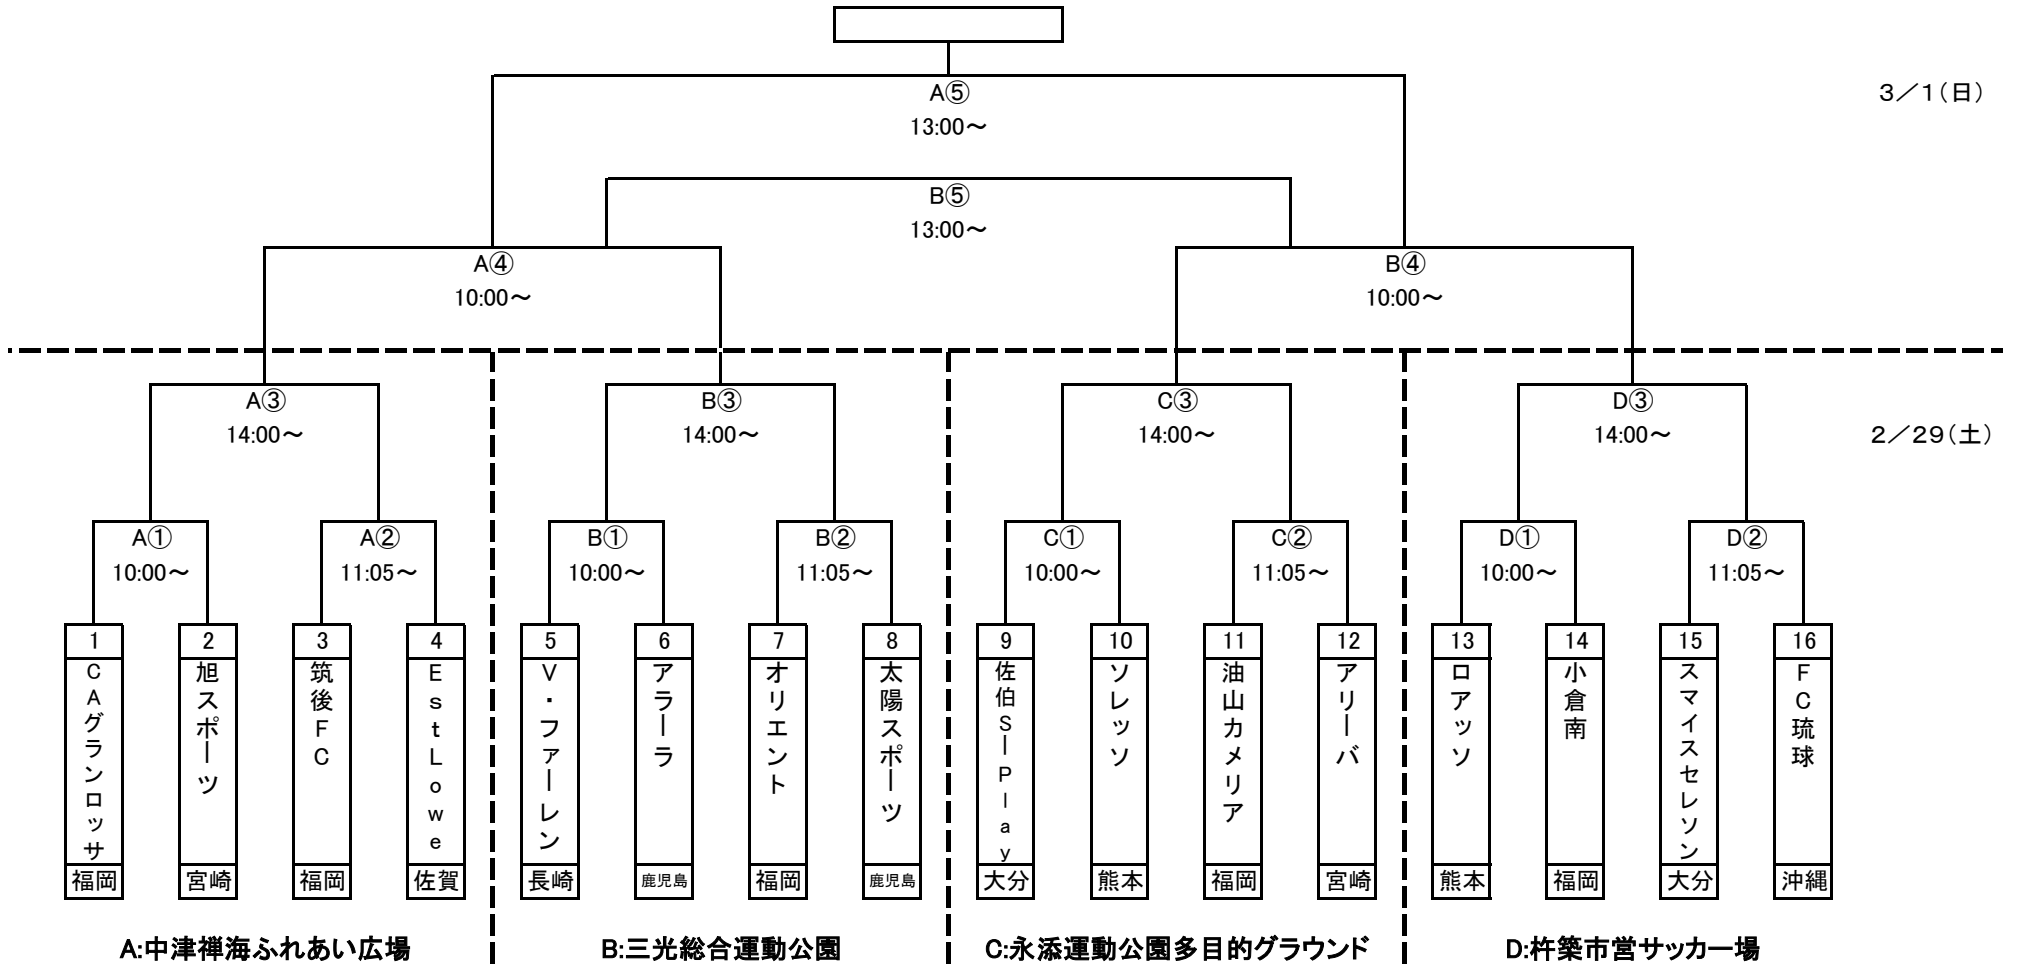 A⑤
13:00～
3／1（日）
B⑤
13:00～
A④
10:00～
B④
10:00～
A③
14:00～
B③
14:00～
C③
14:00～
D③
14:00～
2／29（土）
A①
10:00～
A②
11:05～
B①
10:00～
B②
11:05～
C①
10:00～
C②
11:05～
D①
10:00～
D②
11:05～
1
CAグランロッサ
福岡
2
旭スポーツ
宮崎
3
筑後FC
福岡
4
EstLowe
佐賀
5
V・ファーレン
長崎
6
アラーラ
鹿児島
7
オリエント
福岡
8
太陽スポーツ
鹿児島
9
佐伯S－Play
大分
10
ソレッソ
熊本
11
油山カメリア
福岡
12
アリーバ
宮崎
13
ロアッソ
熊本
14
小倉南
福岡
15
スマイスセレソン
大分
16
FC琉球
沖縄
A:中津禅海ふれあい広場
B:三光総合運動公園
C:永添運動公園多目的グラウンド
D:杵築市営サッカー場